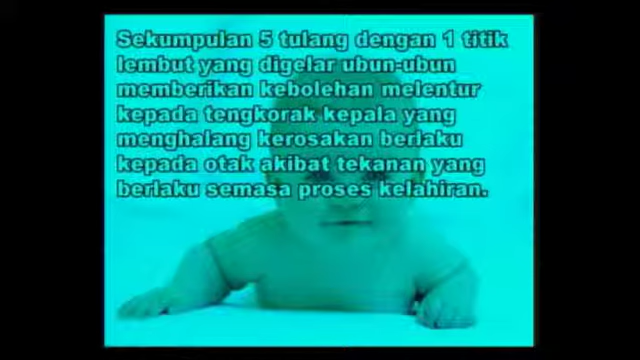 Sekumpulan 5 tulang dengan 1 titik
lembut yang digelar ubun-ubun
memberikan kebolehan melentur
kepada tengkorak kepala yang
menghalang kerosakan berlaku
kepada otak akibat tekanan yang
berlaku semasa proses kelahiran.